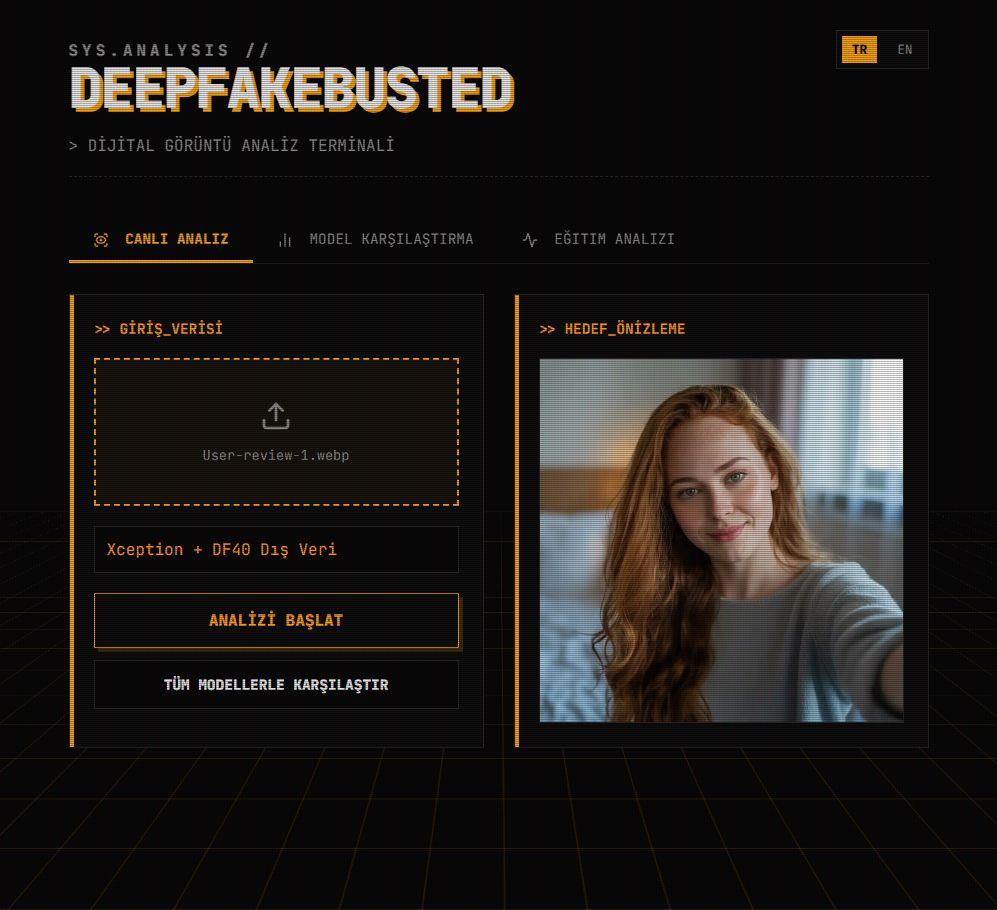 SYS.ANALYSIS //
TR EN
DEEPFAKEBUSTED
> DİJİTAL GÖRÜNTÜ ANALİZ TERMİNALİ
CANLI ANALIZ
MODEL KARŞILAŞTIRMA
EĞITIM ANALIZI
>> GİRİŞ_VERİSİ
User-review-1.webp
Xception + DF40 Dış Veri
ANALİZİ BAŞLAT
TÜM MODELLERLE KARŞILAŞTIR
>> HEDEF_ÖNİZLEME